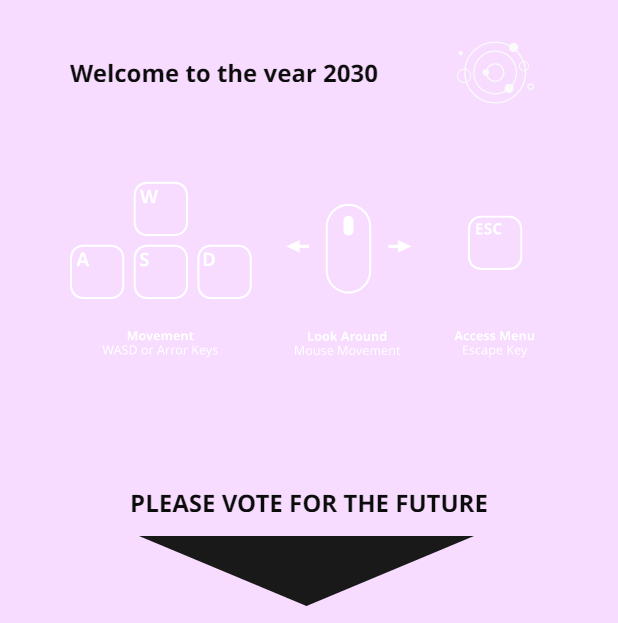 Welcome to the vear 2030
W
A S D
ESC
Movement
WASD or Arror Keys
Look Around
Mouse Movement
Access Menu
Escape Key
PLEASE VOTE FOR THE FUTURE